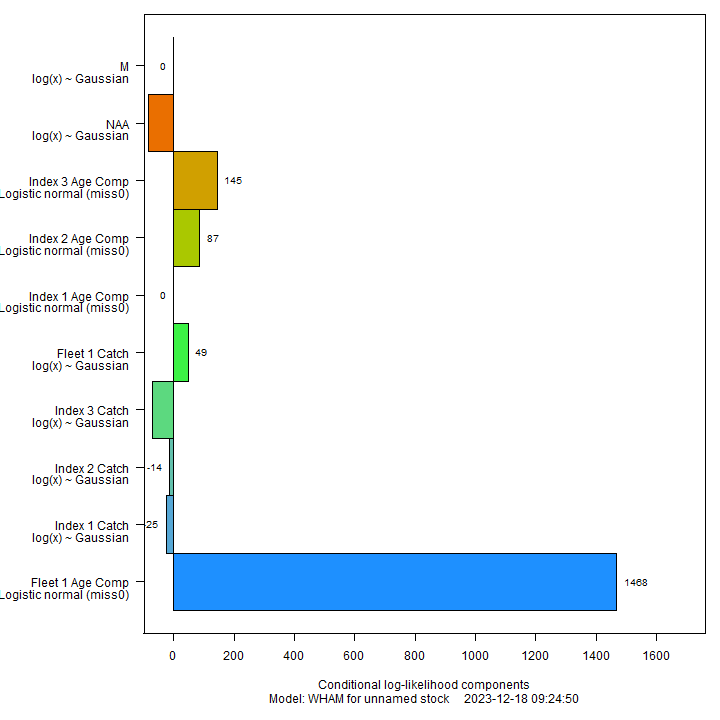 M
log(x) ~ Gaussian
0
NAA
log(x) ~ Gaussian
Index 3 Age Comp
Logistic normal (miss0)
145
Index 2 Age Comp
Logistic normal (miss0)
87
Index 1 Age Comp
Logistic normal (miss0)
0
Fleet 1 Catch
log(x) ~ Gaussian
49
Index 3 Catch
log(x) ~ Gaussian
Index 2 Catch
log(x) ~ Gaussian
-14
Index 1 Catch
log(x) ~ Gaussian
-25
Fleet 1 Age Comp
Logistic normal (miss0)
1468
0 200 400 600 800 1000 1200 1400 1600
Conditional log-likelihood components
Model: WHAM for unnamed stock 2023-12-18 09:24:50